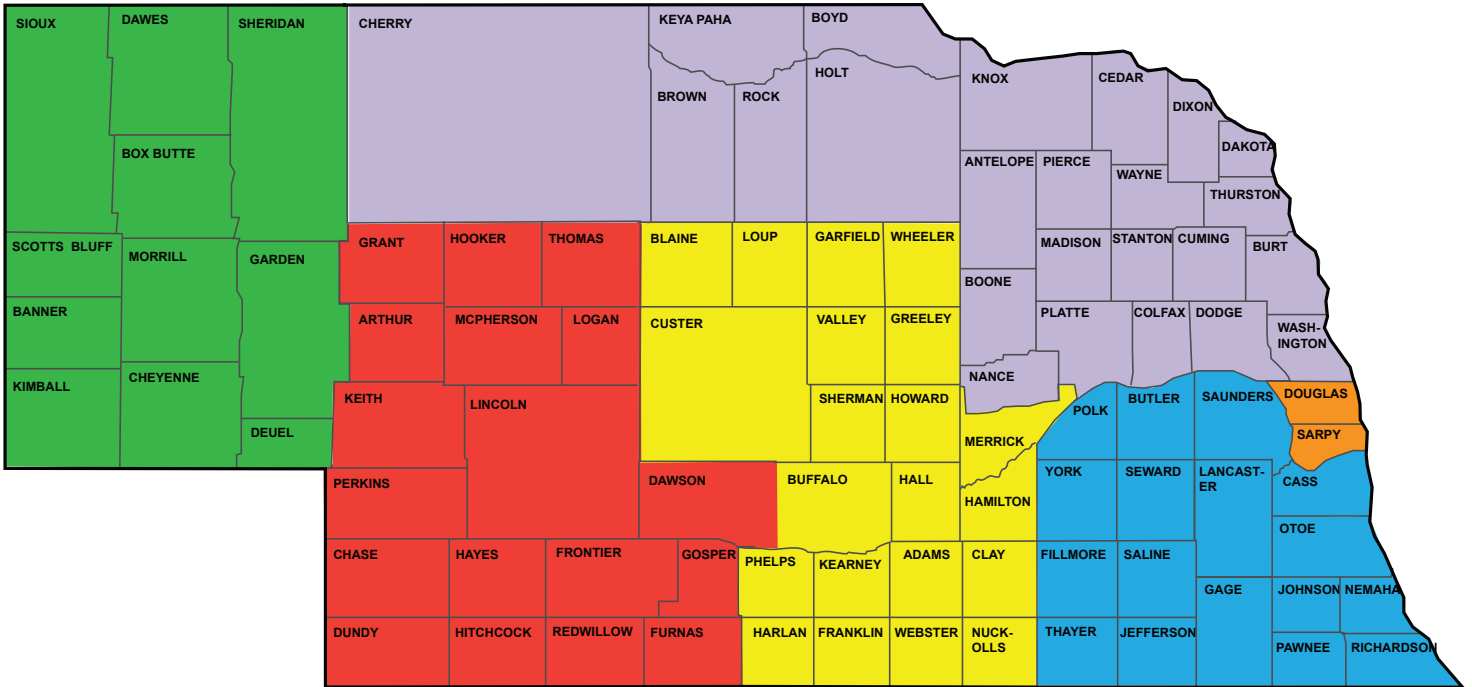 SIOUX
DAWES
SHERIDAN
CHERRY
KEYA PAHA
BOYD
HOLT
KNOX
CEDAR
DIXON
BROWN
ROCK
DAKOTA
BOX BUTTE
ANTELOPE
PIERCE
WAYNE
THURSTON
SCOTTS BLUFF
MORRILL
GARDEN
GRANT
HOOKER
THOMAS
BLAINE
LOUP
GARFIELD
WHEELER
MADISON
STANTON
CUMING
BURT
BOONE
BANNER
ARTHUR
MCPHERSON
LOGAN
CUSTER
VALLEY
GREELEY
PLATTE
COLFAX
DODGE
WASH-
INGTON
KIMBALL
CHEYENNE
NANCE
KEITH
LINCOLN
SHERMAN
HOWARD
POLK
BUTLER
SAUNDERS
DOUGLAS
DEUEL
SARPY
MERRICK
PERKINS
DAWSON
BUFFALO
HALL
HAMILTON
YORK
SEWARD
LANCAST-
ER
CASS
OTOE
CHASE
HAYES
FRONTIER
GOSPER
PHELPS
KEARNEY
ADAMS
CLAY
FILLMORE
SALINE
GAGE
JOHNSON
NEMAHA
DUNDY
HITCHCOCK
REDWILLOW
FURNAS
HARLAN
FRANKLIN
WEBSTER
NUCK-
OLLS
THAYER
JEFFERSON
PAWNEE
RICHARDSON